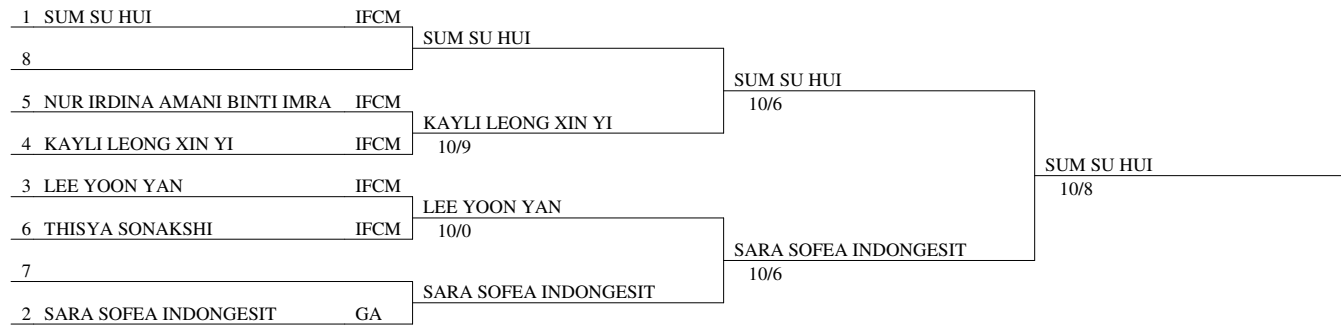 1 SUM SU HUI IFCM
SUM SU HUI
8
SUM SU HUI
10/6
5 NUR IRDINA AMANI BINTI IMRA IFCM
KAYLI LEONG XIN YI
10/9
4 KAYLI LEONG XIN YI IFCM
SUM SU HUI
10/8
3 LEE YOON YAN IFCM
LEE YOON YAN
10/0
6 THISYA SONAKSHI IFCM
SARA SOFEA INDONGESIT
10/6
7
SARA SOFEA INDONGESIT
2 SARA SOFEA INDONGESIT GA